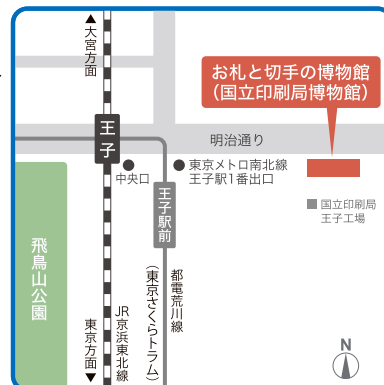 ▲大宮方面
お札と切手の博物館
（国立印刷局博物館）
王子
明治通り
中央口
東京メトロ南北線
王子駅1番出口
王子駅前
国立印刷局
王子工場
飛鳥山公園
都電荒川線
（東京さくらトラム）
JR京浜東北線
東京方面▼
N